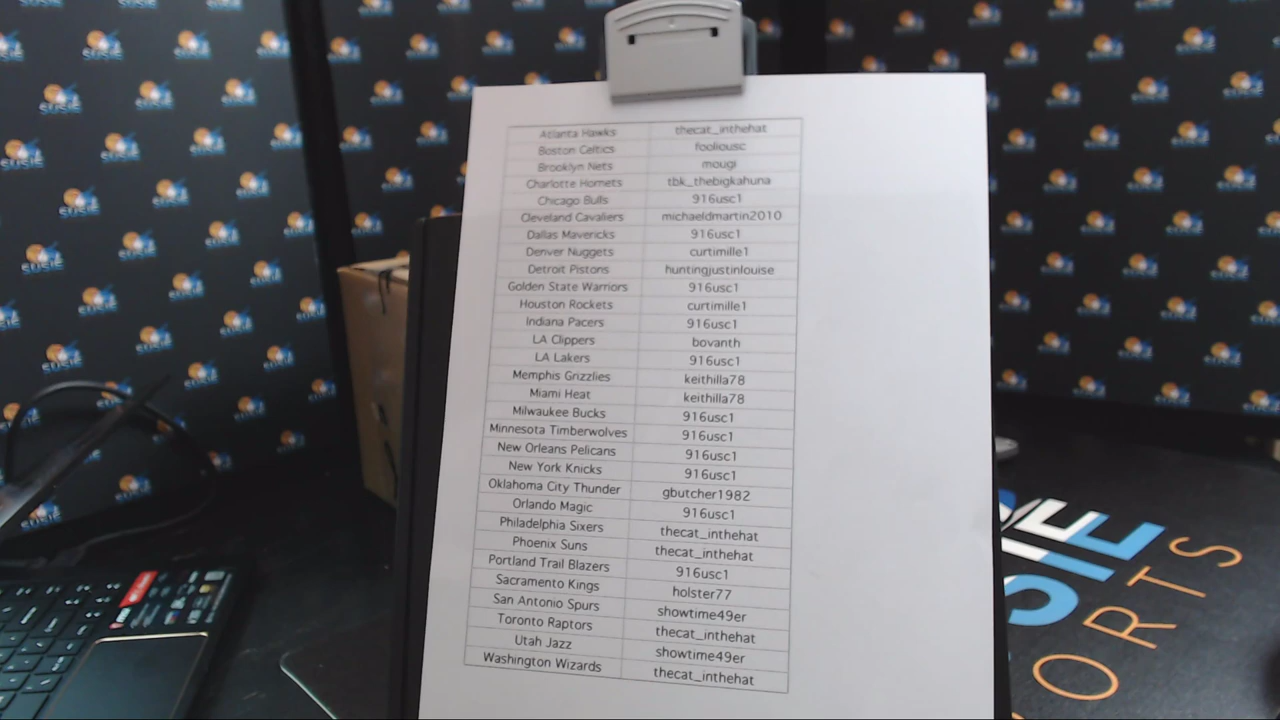 Atlanta Hawks thecat_inthehat
Boston Celtics fooliousc
Brooklyn Nets mougi
Charlotte Hornets tbk_thebigkahuna
Chicago Bulls 916usc1
Cleveland Cavaliers michaeldmartin2010
Dallas Mavericks 916usc1
Denver Nuggets curtimille1
Detroit Pistons huntingjustinlouise
Golden State Warriors 916usc1
Houston Rockets curtimille1
Indiana Pacers 916usc1
LA Clippers bovanth
LA Lakers 916usc1
Memphis Grizzlies keithilla78
Miami Heat keithilla78
Milwaukee Bucks 916usc1
Minnesota Timberwolves 916usc1
New Orleans Pelicans 916usc1
New York Knicks 916usc1
Oklahoma City Thunder gbutcher1982
Orlando Magic 916usc1
Philadelphia Sixers thecat_inthehat
Phoenix Suns thecat_inthehat
Portland Trail Blazers 916usc1
Sacramento Kings holster77
San Antonio Spurs showtime49er
Toronto Raptors thecat_inthehat
Utah Jazz showtime49er
Washington Wizards thecat_inthehat
SUSIE
SIE
ORTS